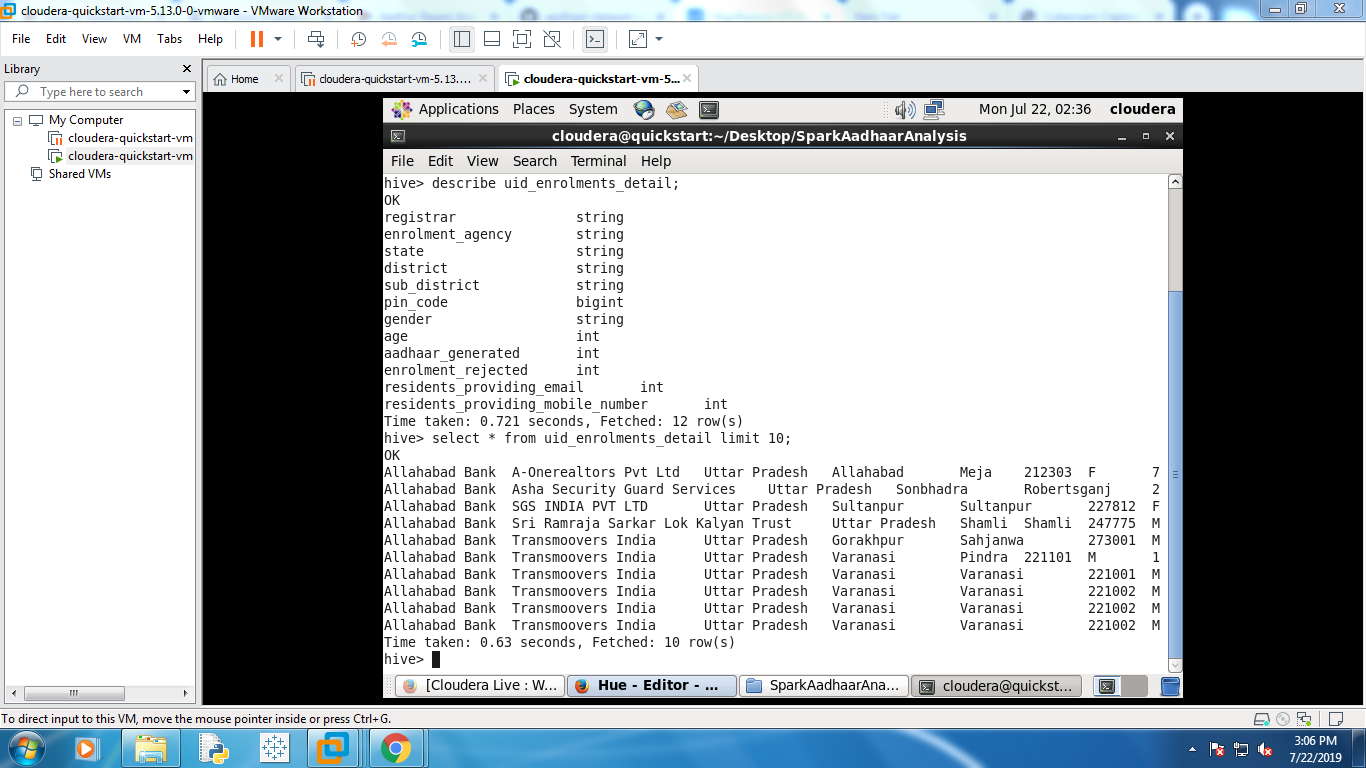 cloudera-quickstart-vm-5.13.0-0-vmware - VMware Workstation
File Edit View VM Tabs Help
Library
Type here to search
My Computer
cloudera-quickstart-vm
cloudera-quickstart-vm
Shared VMs
Home cloudera-quickstart-vm-5.13.... cloudera-quickstart-vm-5...
Applications Places System Mon Jul 22, 02:36 cloudera
cloudera@quickstart:~/Desktop/SparkAadhaarAnalysis
File Edit View Search Terminal Help
hive> describe uid_enrolments_detail;
OK
registrar string
enrolment_agency string
state string
district string
sub_district string
pin_code bigint
gender string
age int
aadhaar_generated int
enrolment_rejected int
residents_providing_email int
residents_providing_mobile_number int
Time taken: 0.721 seconds, Fetched: 12 row(s)
hive> select * from uid_enrolments_detail limit 10;
OK
Allahabad Bank A-Onerealtors Pvt Ltd Uttar Pradesh Allahabad Meja 212303 F 7
Allahabad Bank Asha Security Guard Services Uttar Pradesh Sonbhadra Robertsganj 2
Allahabad Bank SGS INDIA PVT LTD Uttar Pradesh Sultanpur Sultanpur 227812 F
Allahabad Bank Sri Ramraja Sarkar Lok Kalyan Trust Uttar Pradesh Shamli Shamli 247775 M
Allahabad Bank Transmoovers India Uttar Pradesh Gorakhpur Sahjanwa 273001 M
Allahabad Bank Transmoovers India Uttar Pradesh Varanasi Pindra 221101 M 1
Allahabad Bank Transmoovers India Uttar Pradesh Varanasi Varanasi 221001 M
Allahabad Bank Transmoovers India Uttar Pradesh Varanasi Varanasi 221002 M
Allahabad Bank Transmoovers India Uttar Pradesh Varanasi Varanasi 221002 M
Allahabad Bank Transmoovers India Uttar Pradesh Varanasi Varanasi 221002 M
Time taken: 0.63 seconds, Fetched: 10 row(s)
hive>
[Cloudera Live : W... Hue - Editor - ... SparkAadhaarAna... cloudera@quickst...
To direct input to this VM, move the mouse pointer inside or press Ctrl+G.
3:06 PM
7/22/2019